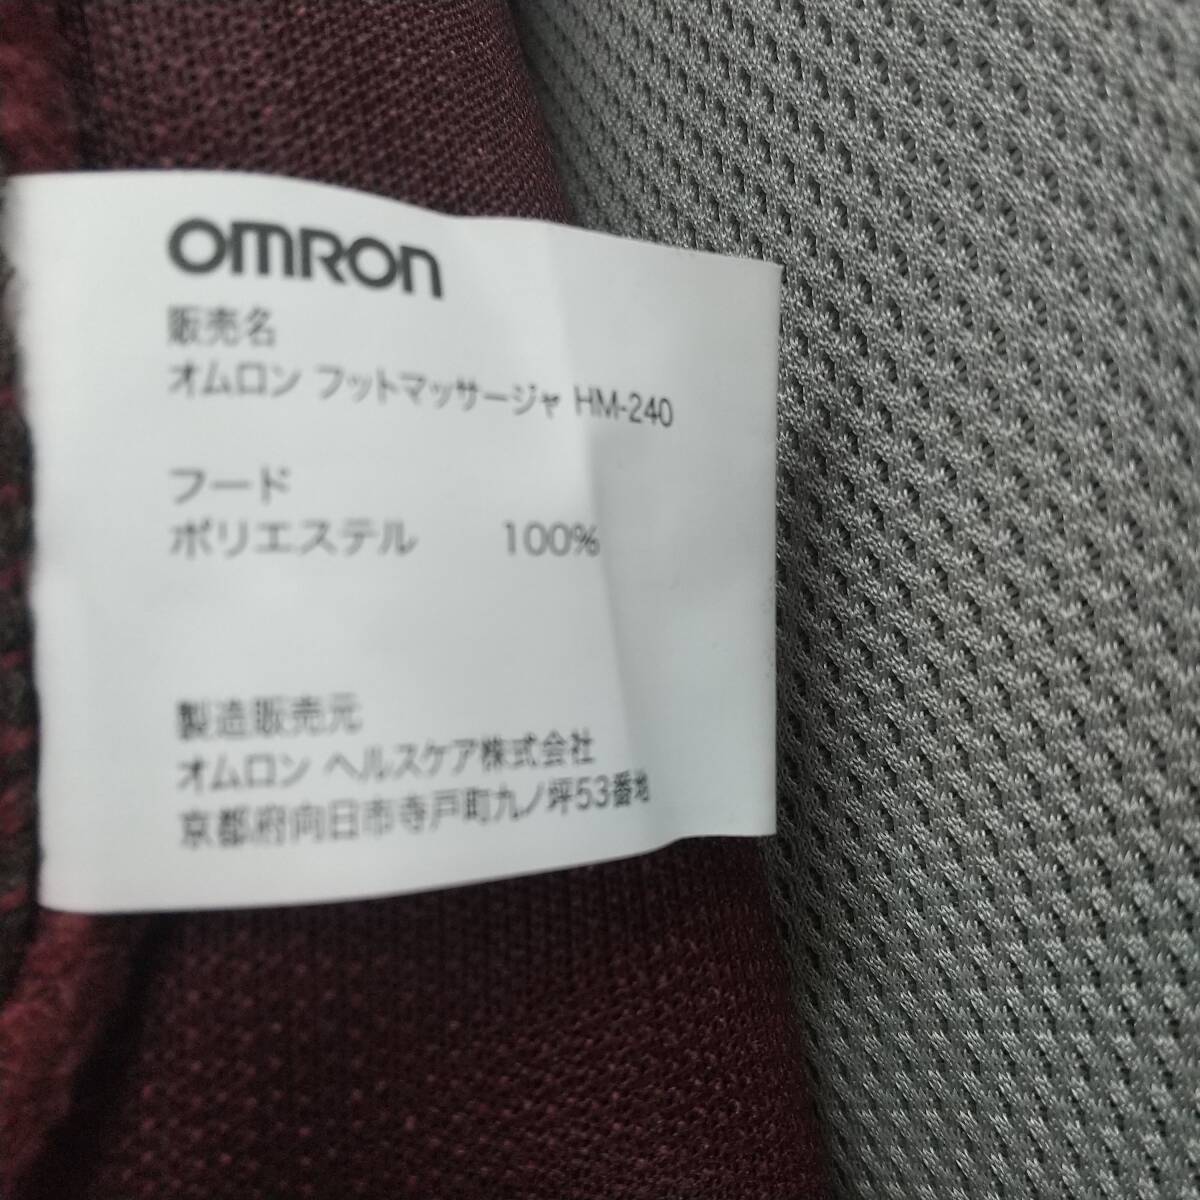 OMRON
販売名
オムロン フットマッサージャ HM-240
フード
ポリエステル 100%
製造販売元
オムロン ヘルスケア株式会社
京都府向日市寺戸町九ノ坪53番地